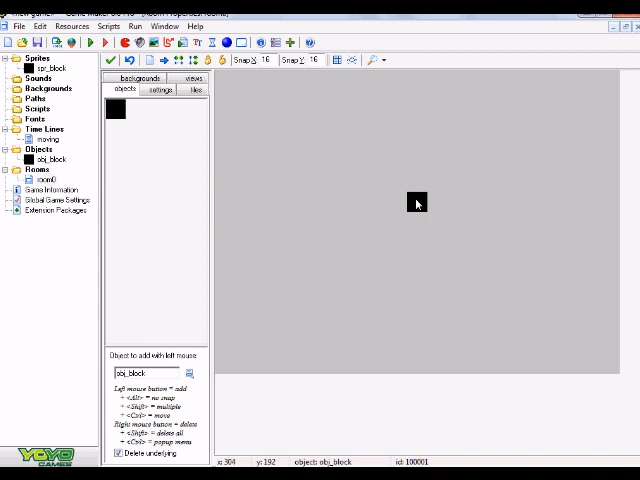 File Edit Resources Scripts Run Window Help
Snap X: 16 Snap Y: 16
Sprites
spr_block
Sounds
Backgrounds
Paths
Scripts
Fonts
Time Lines
moving
Objects
obj_block
Rooms
room0
Game Information
Global Game Settings
Extension Packages
backgrounds views
objects settings tiles
Object to add with left mouse:
obj_block
Left mouse button = add
+ <Alt> = no snap
+ <Shift> = multiple
+ <Ctrl> = move
Right mouse button = delete
+ <Shift> = delete all
+ <Ctrl> = popup menu
Delete underlying
YOYO
GAMES
x: 304 y: 192 object: obj_block id: 100001